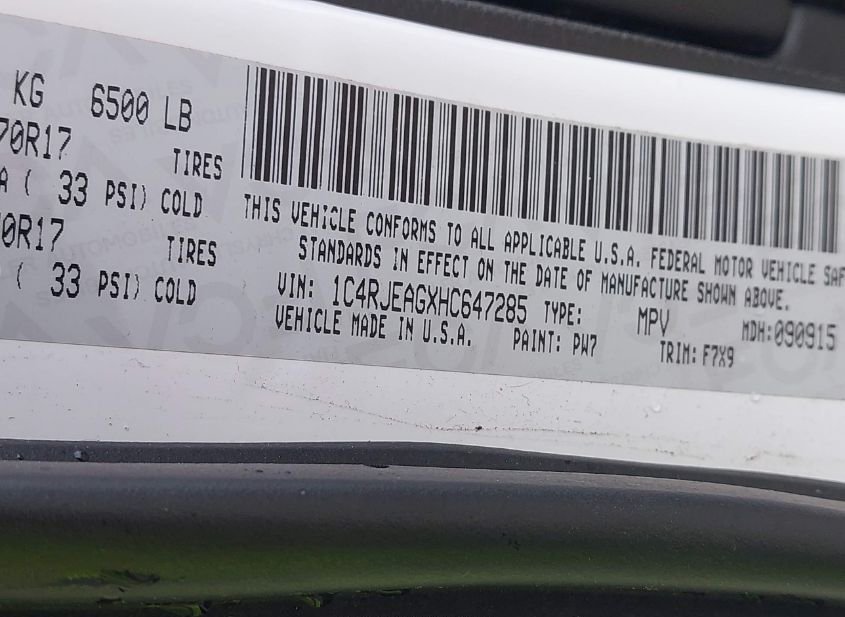 KG 6500 LB
70R17 TIRES
A ( 33 PSI) COLD
0R17 TIRES
( 33 PSI) COLD
THIS VEHICLE CONFORMS TO ALL APPLICABLE U.S.A. FEDERAL MOTOR VEHICLE SAF
STANDARDS IN EFFECT ON THE DATE OF MANUFACTURE SHOWN ABOVE.
VIN: 1C4RJEAGXHC647285 TYPE: MPV MDH:090915
VEHICLE MADE IN U.S.A. PAINT: PW7 TRIM: F7X9